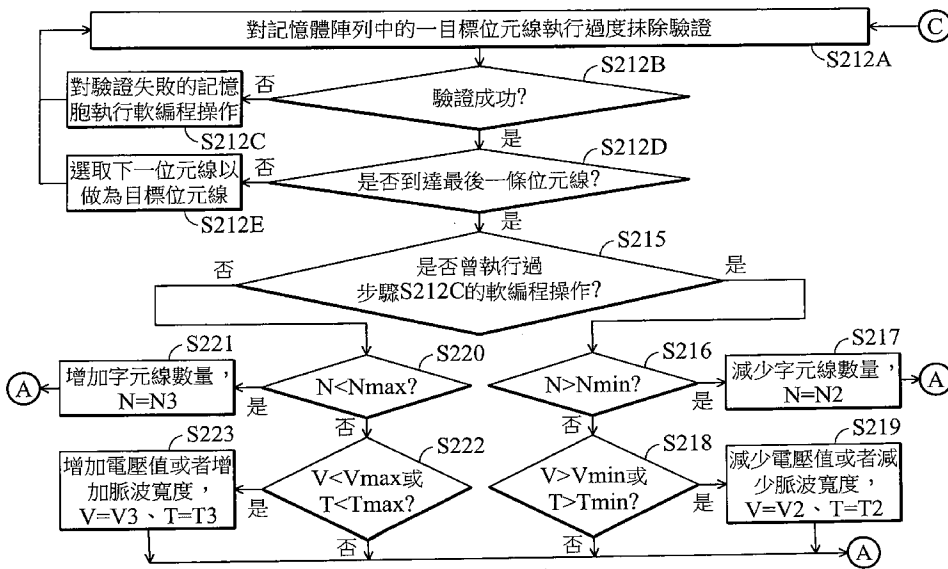 對記憶體陣列中的一目標位元線執行過度抹除驗證
C
S212A
S212B
驗證成功?
否
是
對驗證失敗的記憶
胞執行軟編程操作
S212C
S212D
是否到達最後一條位元線?
否
是
選取下一位元線以
做為目標位元線
S212E
S215
是否曾執行過
步驟S212C的軟編程操作?
否
是
S221
增加字元線數量，
N=N3
A
S220
N<Nmax?
是
否
S216
N>Nmin?
是
否
S217
減少字元線數量，
N=N2
A
S223
增加電壓值或者增
加脈波寬度，
V=V3、T=T3
S222
V<Vmax或
T<Tmax?
是
否
S218
V>Vmin或
T>Tmin?
是
否
S219
減少電壓值或者減
少脈波寬度，
V=V2、T=T2
A